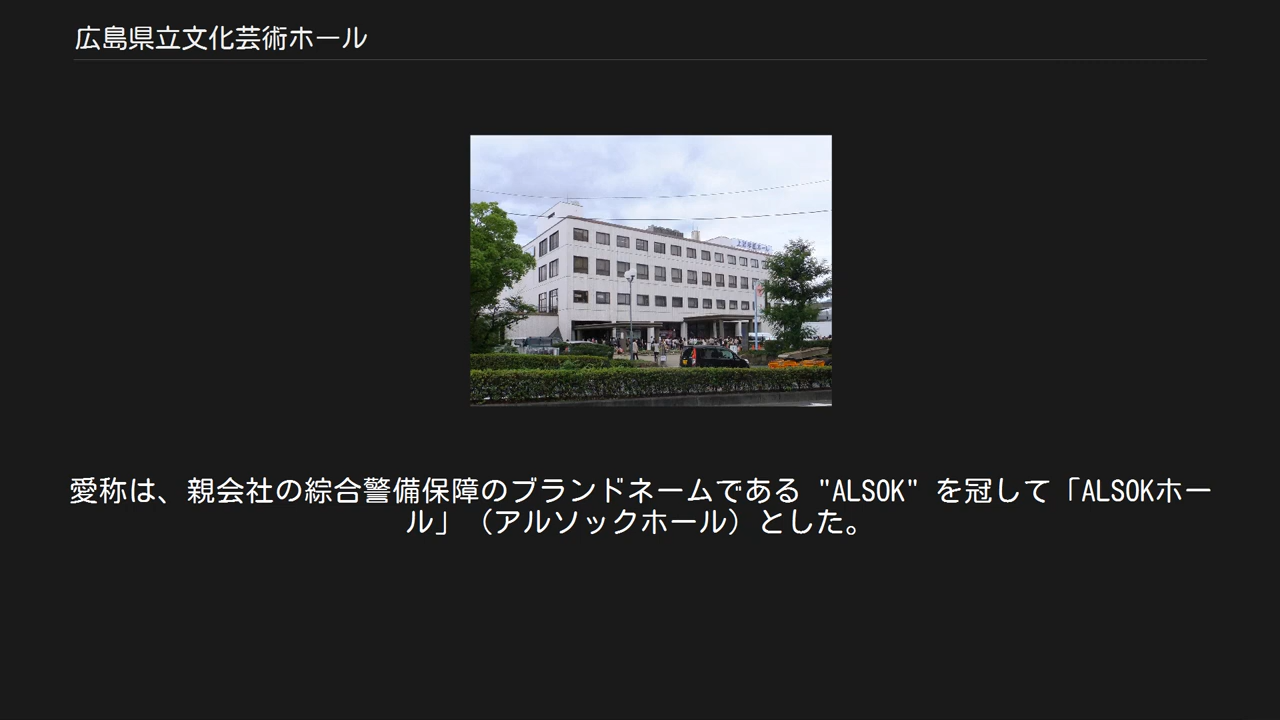 広島県立文化芸術ホール
愛称は、親会社の綜合警備保障のブランドネームである "ALSOK" を冠して「ALSOKホー
ル」（アルソックホール）とした。